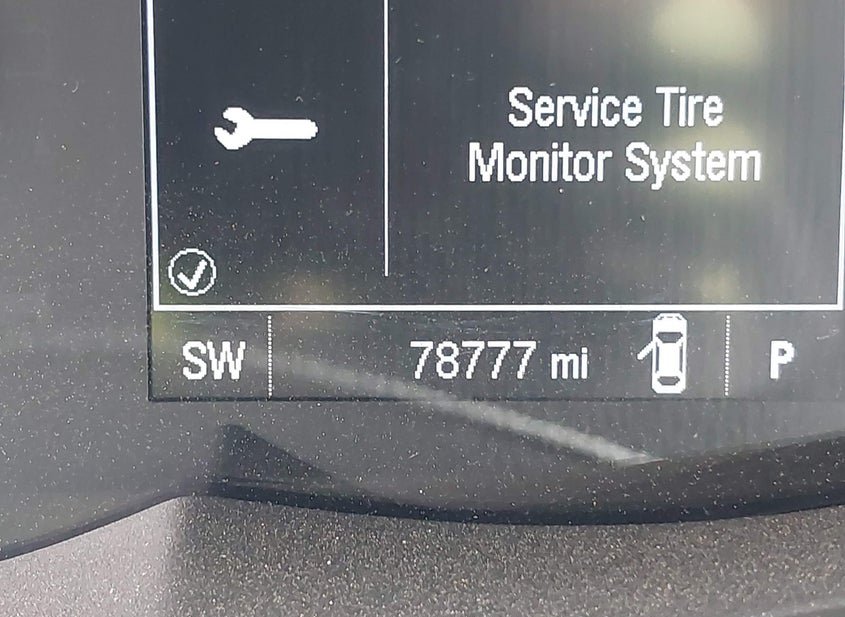 Service Tire
Monitor System
SW 78777 mi P